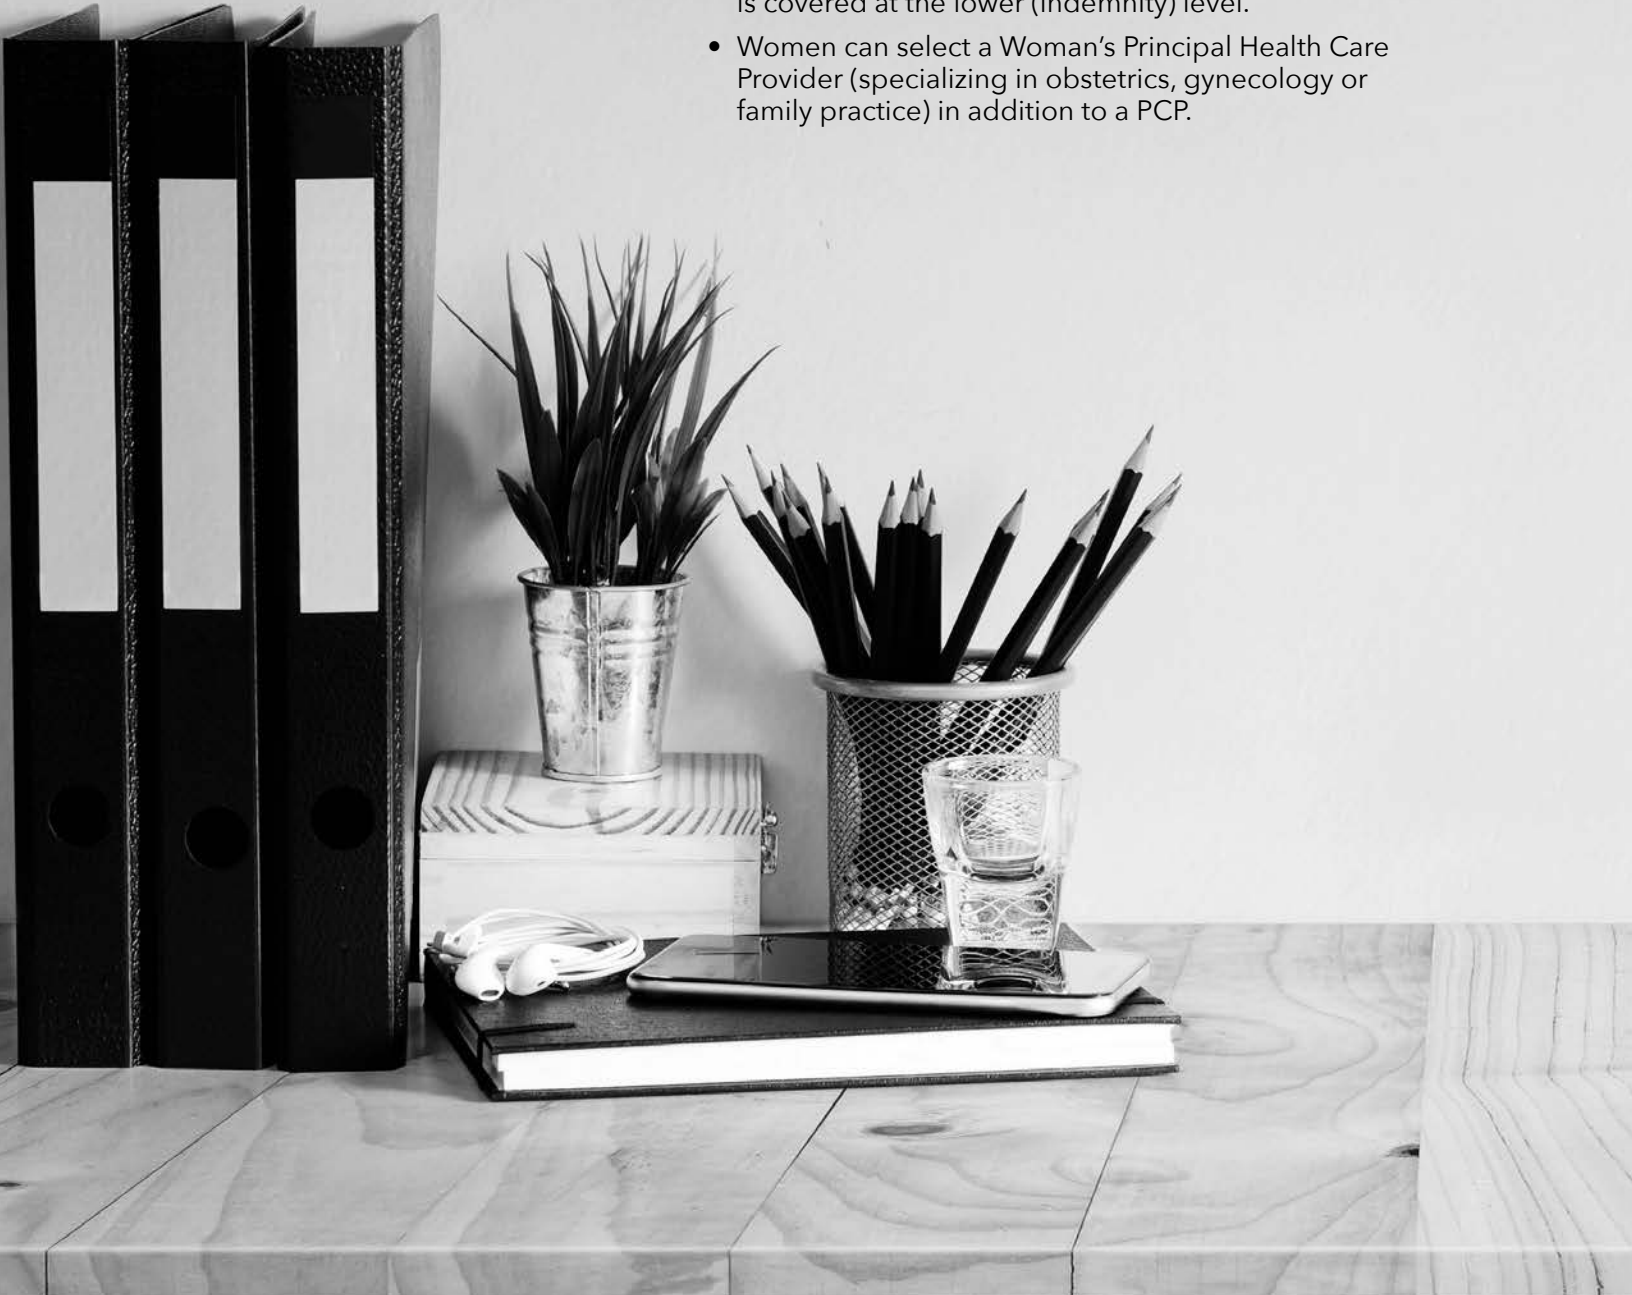 is covered at the lower (indemnity) level.
• Women can select a Woman’s Principal Health Care
Provider (specializing in obstetrics, gynecology or
family practice) in addition to a PCP.